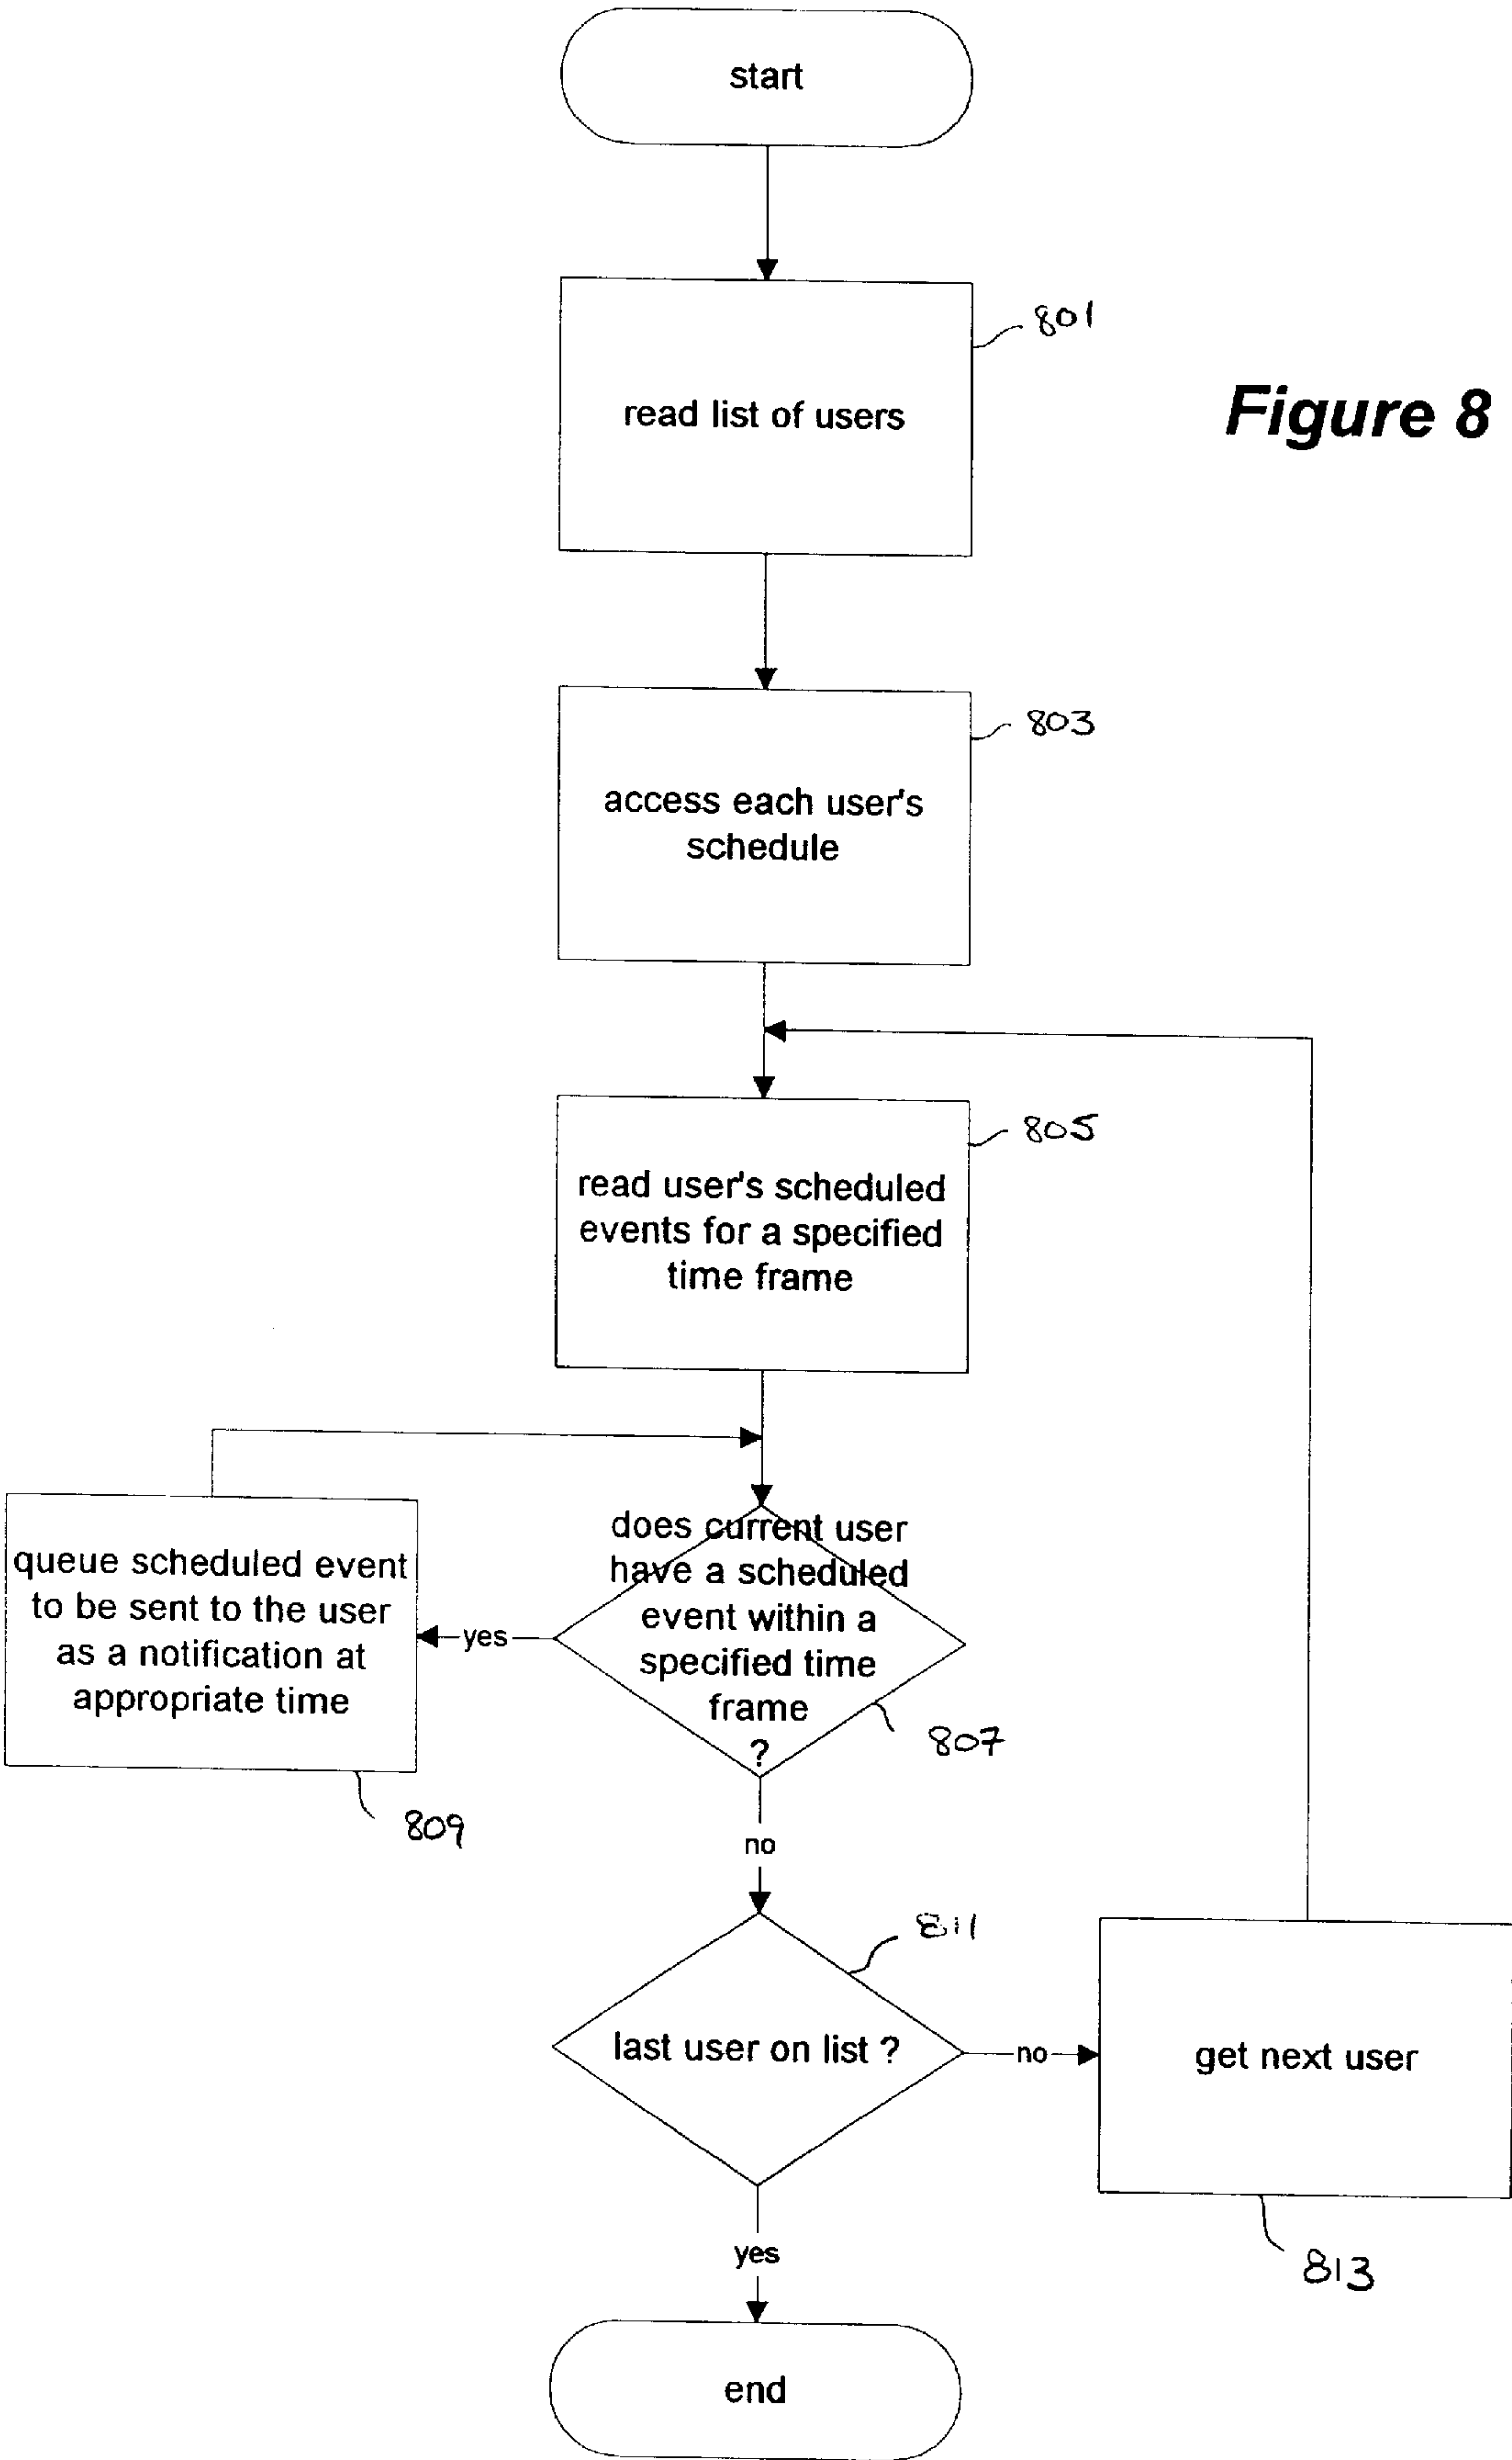 start
801
read list of users
Figure 8
803
access each user's
schedule
805
read user's scheduled
events for a specified
time frame
does current user
have a scheduled
event within a
specified time
frame
?
807
yes
queue scheduled event
to be sent to the user
as a notification at
appropriate time
809
no
811
last user on list ?
no
get next user
813
yes
end